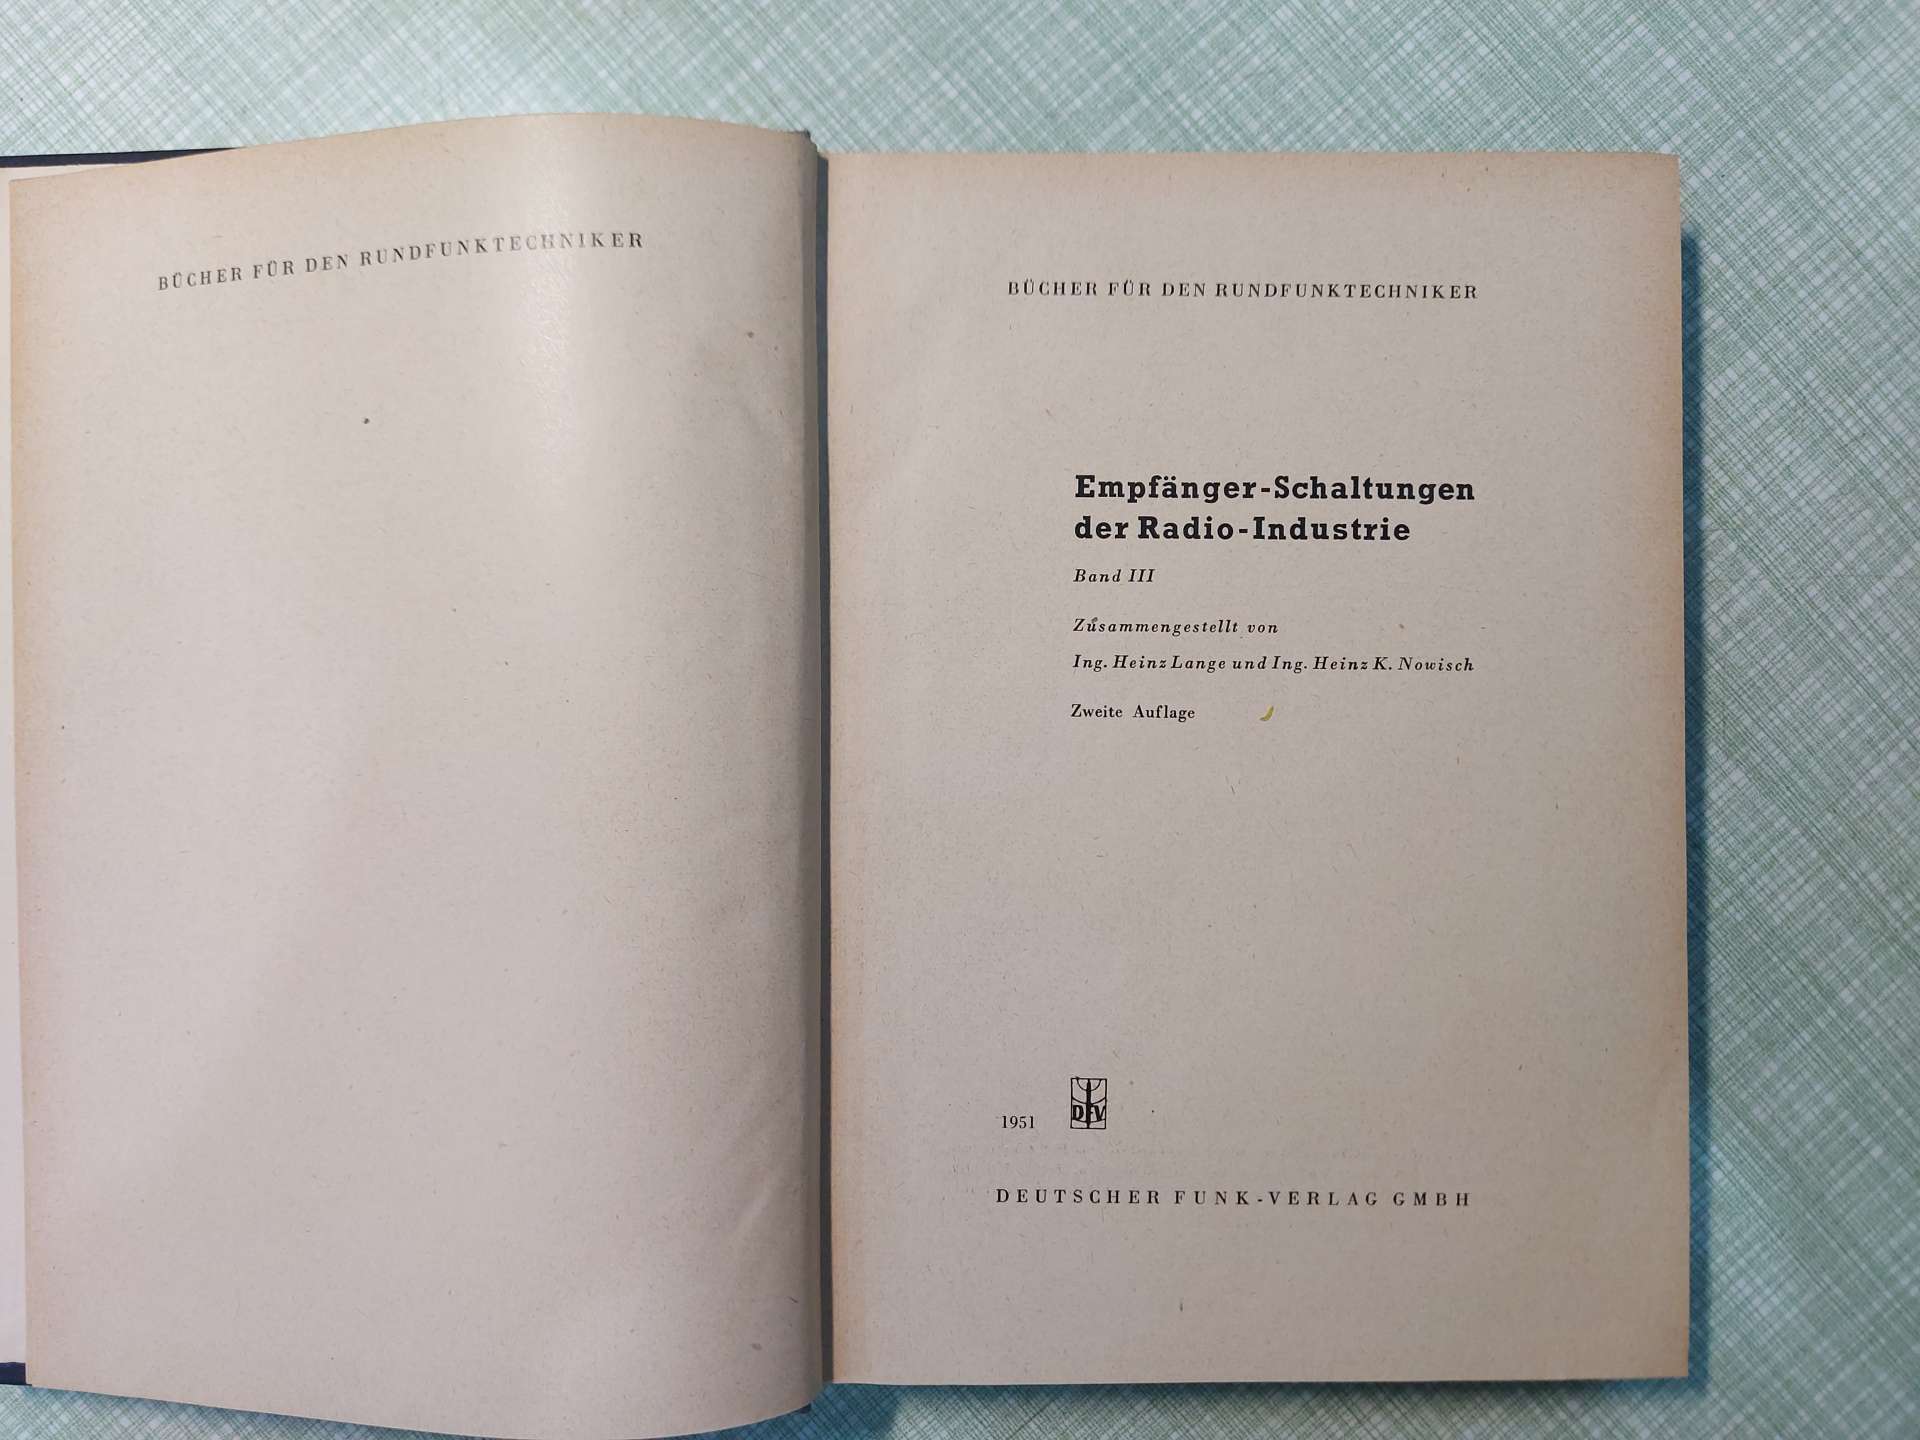 BÜCHER FÜR DEN RUNDFUNKTECHNIKER
BÜCHER FÜR DEN RUNDFUNKTECHNIKER
Empfänger-Schaltungen
der Radio-Industrie
Band III
Zusammengestellt von
Ing. Heinz Lange und Ing. Heinz K. Nowisch
Zweite Auflage
1951
DFV
DEUTSCHER FUNK-VERLAG GMBH